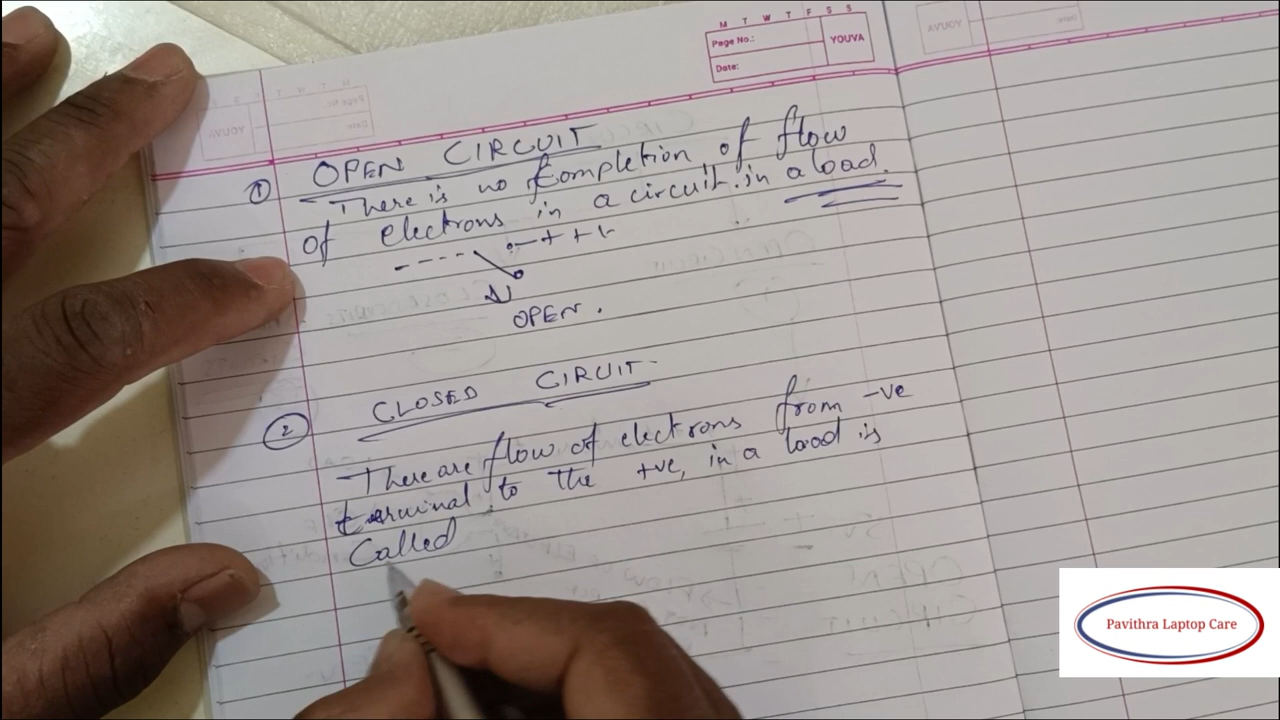 M T W T F S S
Page No.:
YOUVA
Date:
① OPEN CIRCUIT
There is no completion of flow
of electrons in a circuit. in a load.
- - - - + + +
OPEN.
② CLOSED CIRUIT
There are flow of electrons from -ve
terminal to the +ve, in a load is
Called
Pavithra Laptop Care